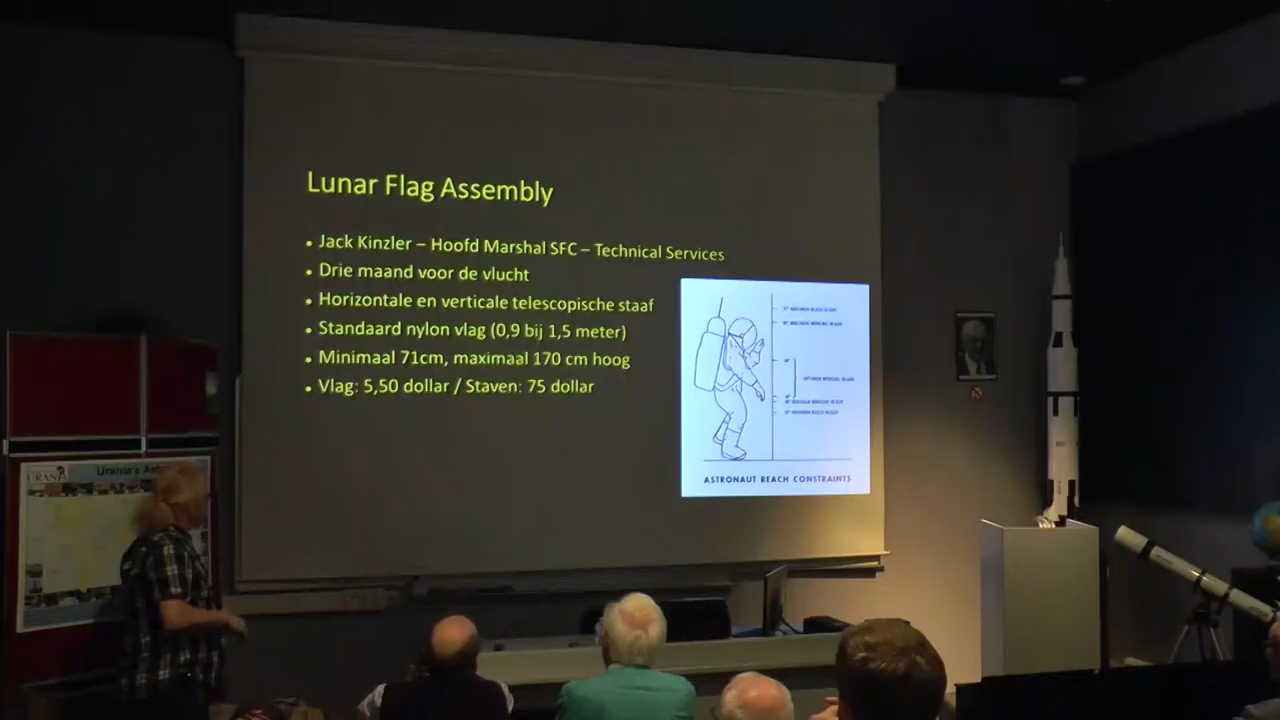 Lunar Flag Assembly
• Jack Kinzler – Hoofd Marshal SFC – Technical Services
• Drie maand voor de vlucht
• Horizontale en verticale telescopische staaf
• Standaard nylon vlag (0,9 bij 1,5 meter)
• Minimaal 71cm, maximaal 170 cm hoog
• Vlag: 5,50 dollar / Staven: 75 dollar
ASTRONAUT REACH CONSTRAINTS
URANIA
Urania's